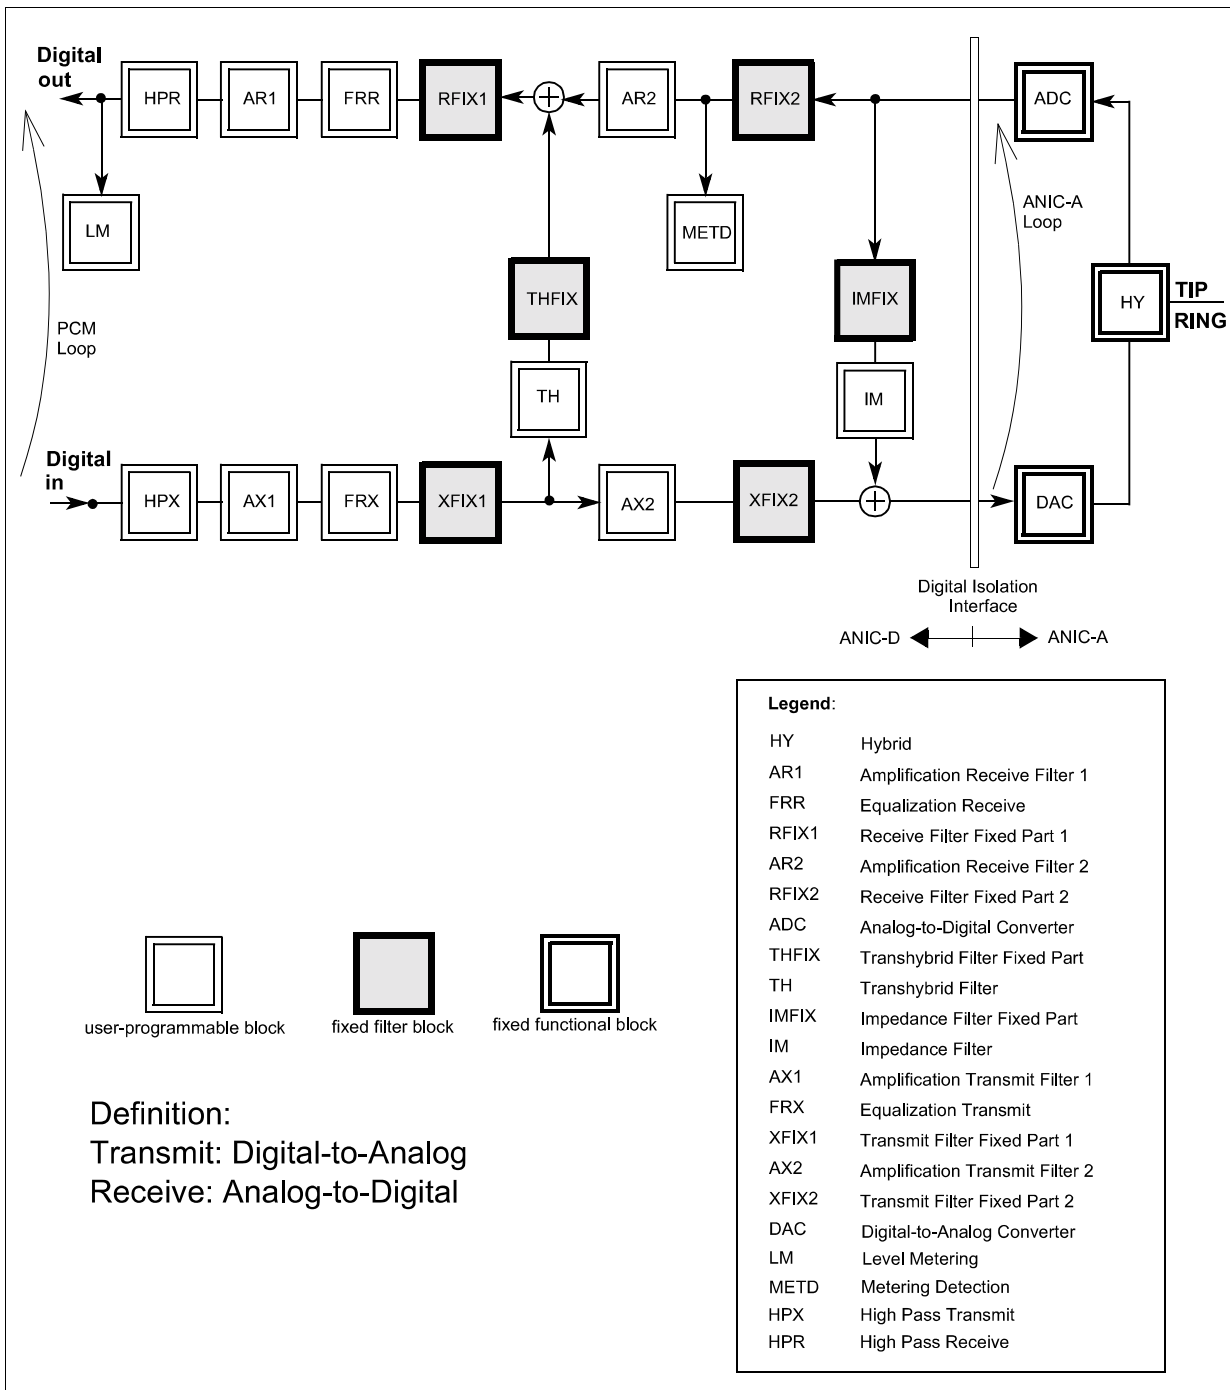 Digital
out
HPR
AR1
FRR
RFIX1
AR2
RFIX2
ADC
LM
METD
ANIC-A
Loop
THFIX
IMFIX
HY
TIP
RING
PCM
Loop
TH
IM
Digital
in
HPX
AX1
FRX
XFIX1
AX2
XFIX2
DAC
Digital Isolation
Interface
ANIC-D
ANIC-A
Legend:
HY Hybrid
AR1 Amplification Receive Filter 1
FRR Equalization Receive
RFIX1 Receive Filter Fixed Part 1
AR2 Amplification Receive Filter 2
RFIX2 Receive Filter Fixed Part 2
ADC Analog-to-Digital Converter
THFIX Transhybrid Filter Fixed Part
TH Transhybrid Filter
IMFIX Impedance Filter Fixed Part
IM Impedance Filter
AX1 Amplification Transmit Filter 1
FRX Equalization Transmit
XFIX1 Transmit Filter Fixed Part 1
AX2 Amplification Transmit Filter 2
XFIX2 Transmit Filter Fixed Part 2
DAC Digital-to-Analog Converter
LM Level Metering
METD Metering Detection
HPX High Pass Transmit
HPR High Pass Receive
user-programmable block
fixed filter block
fixed functional block
Definition:
Transmit: Digital-to-Analog
Receive: Analog-to-Digital